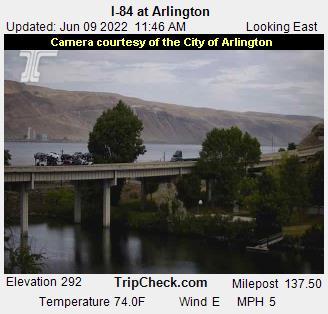 I-84 at Arlington
Updated: Jun 09 2022 11:46 AM Looking East
Camera courtesy of the City of Arlington
Elevation 292 TripCheck.com Milepost 137.50
Temperature 74.0F Wind E MPH 5